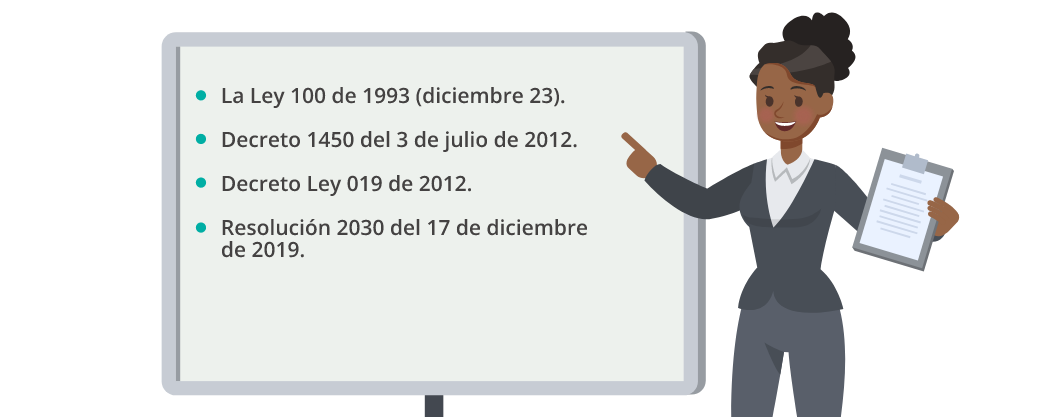 La Ley 100 de 1993 (diciembre 23).
Decreto 1450 del 3 de julio de 2012.
Decreto Ley 019 de 2012.
Resolución 2030 del 17 de diciembre
de 2019.